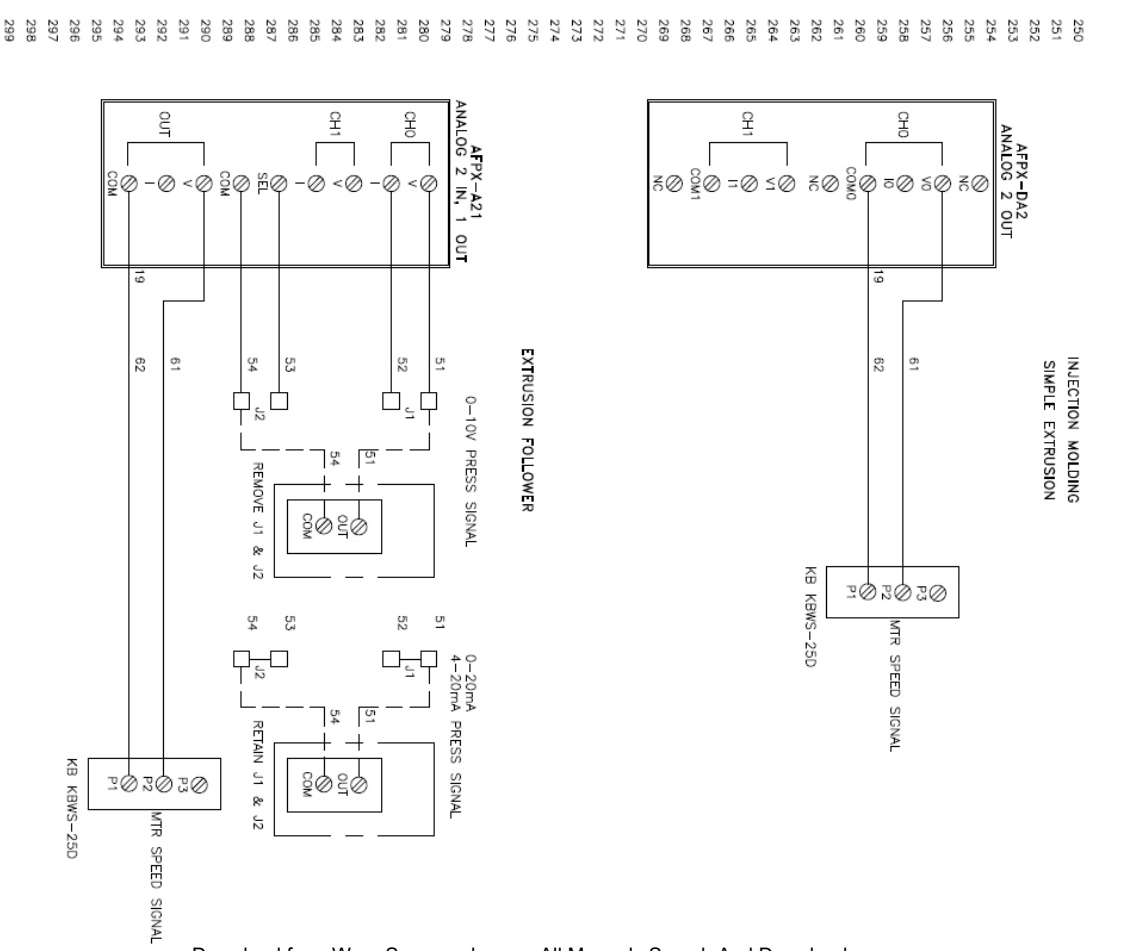 250
251
252
253
254
255
256
257
258
259
260
261
262
263
264
265
266
267
268
269
270
271
272
273
274
275
276
277
278
279
280
281
282
283
284
285
286
287
288
289
290
291
292
293
294
295
296
297
298
299
INJECTION MOLDING
SIMPLE EXTRUSION
AFPX-DA2
ANALOG 2 OUT
NC
CH0
V0
I0
COM0
NC
CH1
V1
I1
COM1
NC
19
61
62
P3
P2
P1
MTR SPEED SIGNAL
KB KBWS-25D
EXTRUSION FOLLOWER
AFPX-A21
ANALOG 2 IN, 1 OUT
CH0
V
I
CH1
V
I
SEL
COM
OUT
V
I
COM
19
51
52
53
54
61
62
J1
J2
0-10V PRESS SIGNAL
51
54
OUT
COM
REMOVE J1 & J2
51
52
53
54
J1
J2
0-20mA
4-20mA PRESS SIGNAL
51
54
OUT
COM
RETAIN J1 & J2
P3
P2
P1
MTR SPEED SIGNAL
KB KBWS-25D